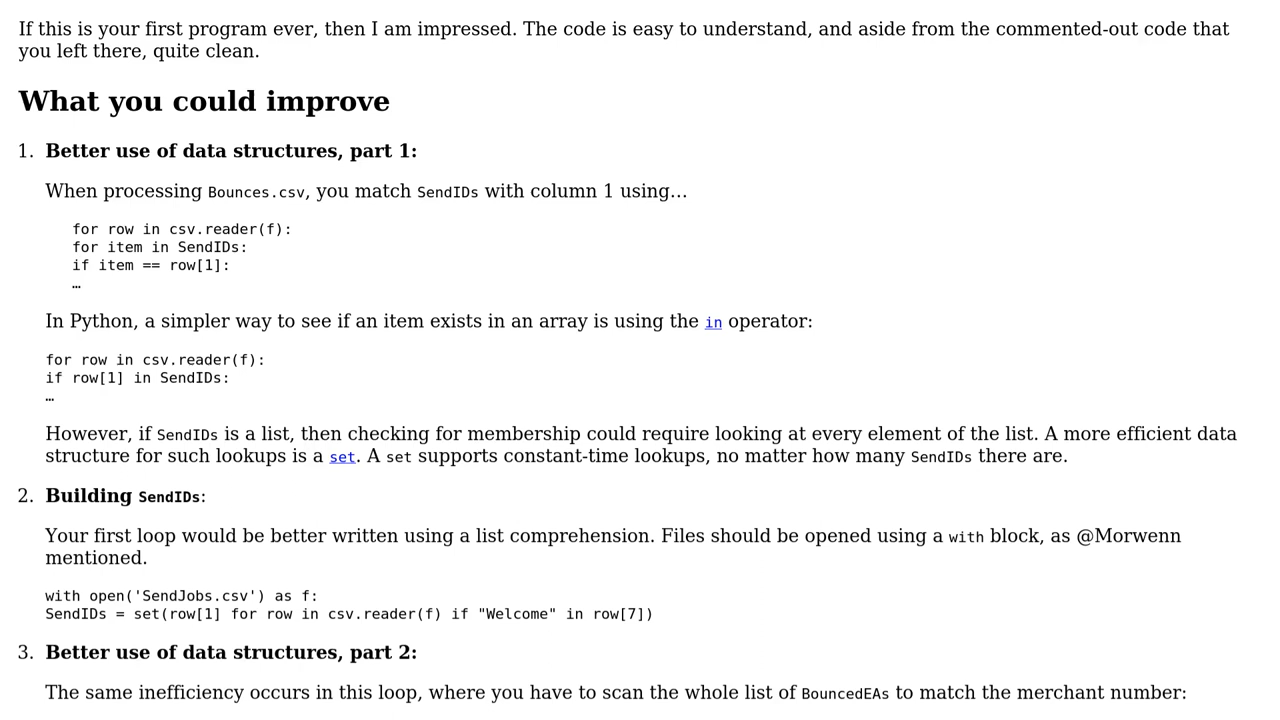 If this is your first program ever, then I am impressed. The code is easy to understand, and aside from the commented-out code that
you left there, quite clean.
What you could improve
1. Better use of data structures, part 1:
When processing Bounces.csv, you match SendIDs with column 1 using…
for row in csv.reader(f):
for item in SendIDs:
if item == row[1]:
…
In Python, a simpler way to see if an item exists in an array is using the in operator:
for row in csv.reader(f):
if row[1] in SendIDs:
…
However, if SendIDs is a list, then checking for membership could require looking at every element of the list. A more efficient data
structure for such lookups is a set. A set supports constant-time lookups, no matter how many SendIDs there are.
2. Building SendIDs:
Your first loop would be better written using a list comprehension. Files should be opened using a with block, as @Morwenn
mentioned.
with open('SendJobs.csv') as f:
SendIDs = set(row[1] for row in csv.reader(f) if "Welcome" in row[7])
3. Better use of data structures, part 2:
The same inefficiency occurs in this loop, where you have to scan the whole list of BouncedEAs to match the merchant number: